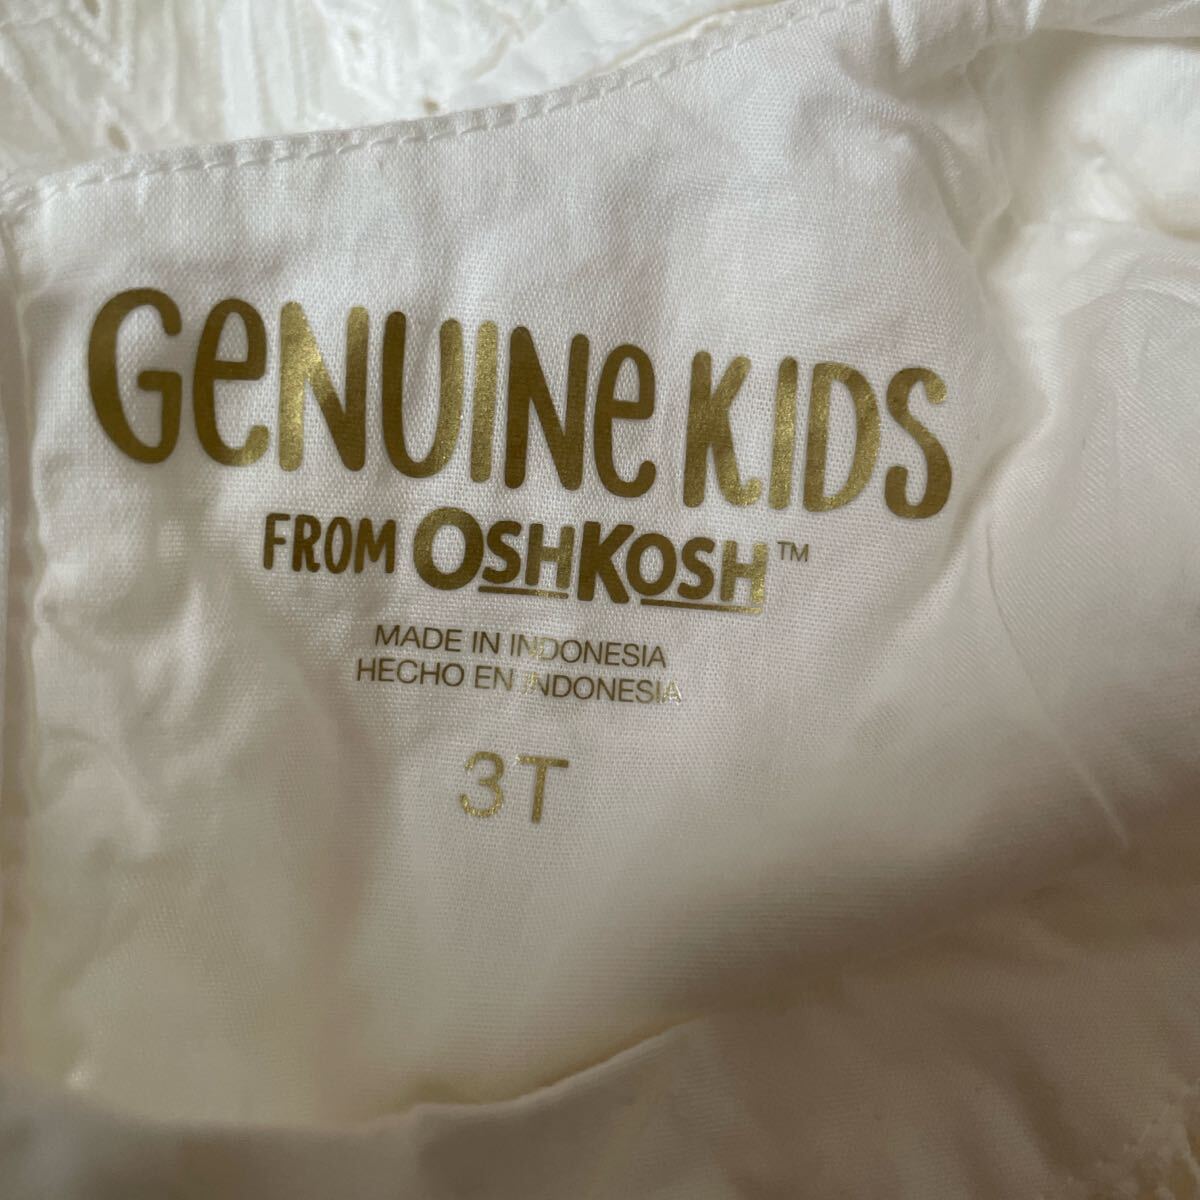 GeNUINe KIDS
FROM OSHKOSH™
MADE IN INDONESIA
HECHO EN INDONESIA
3T